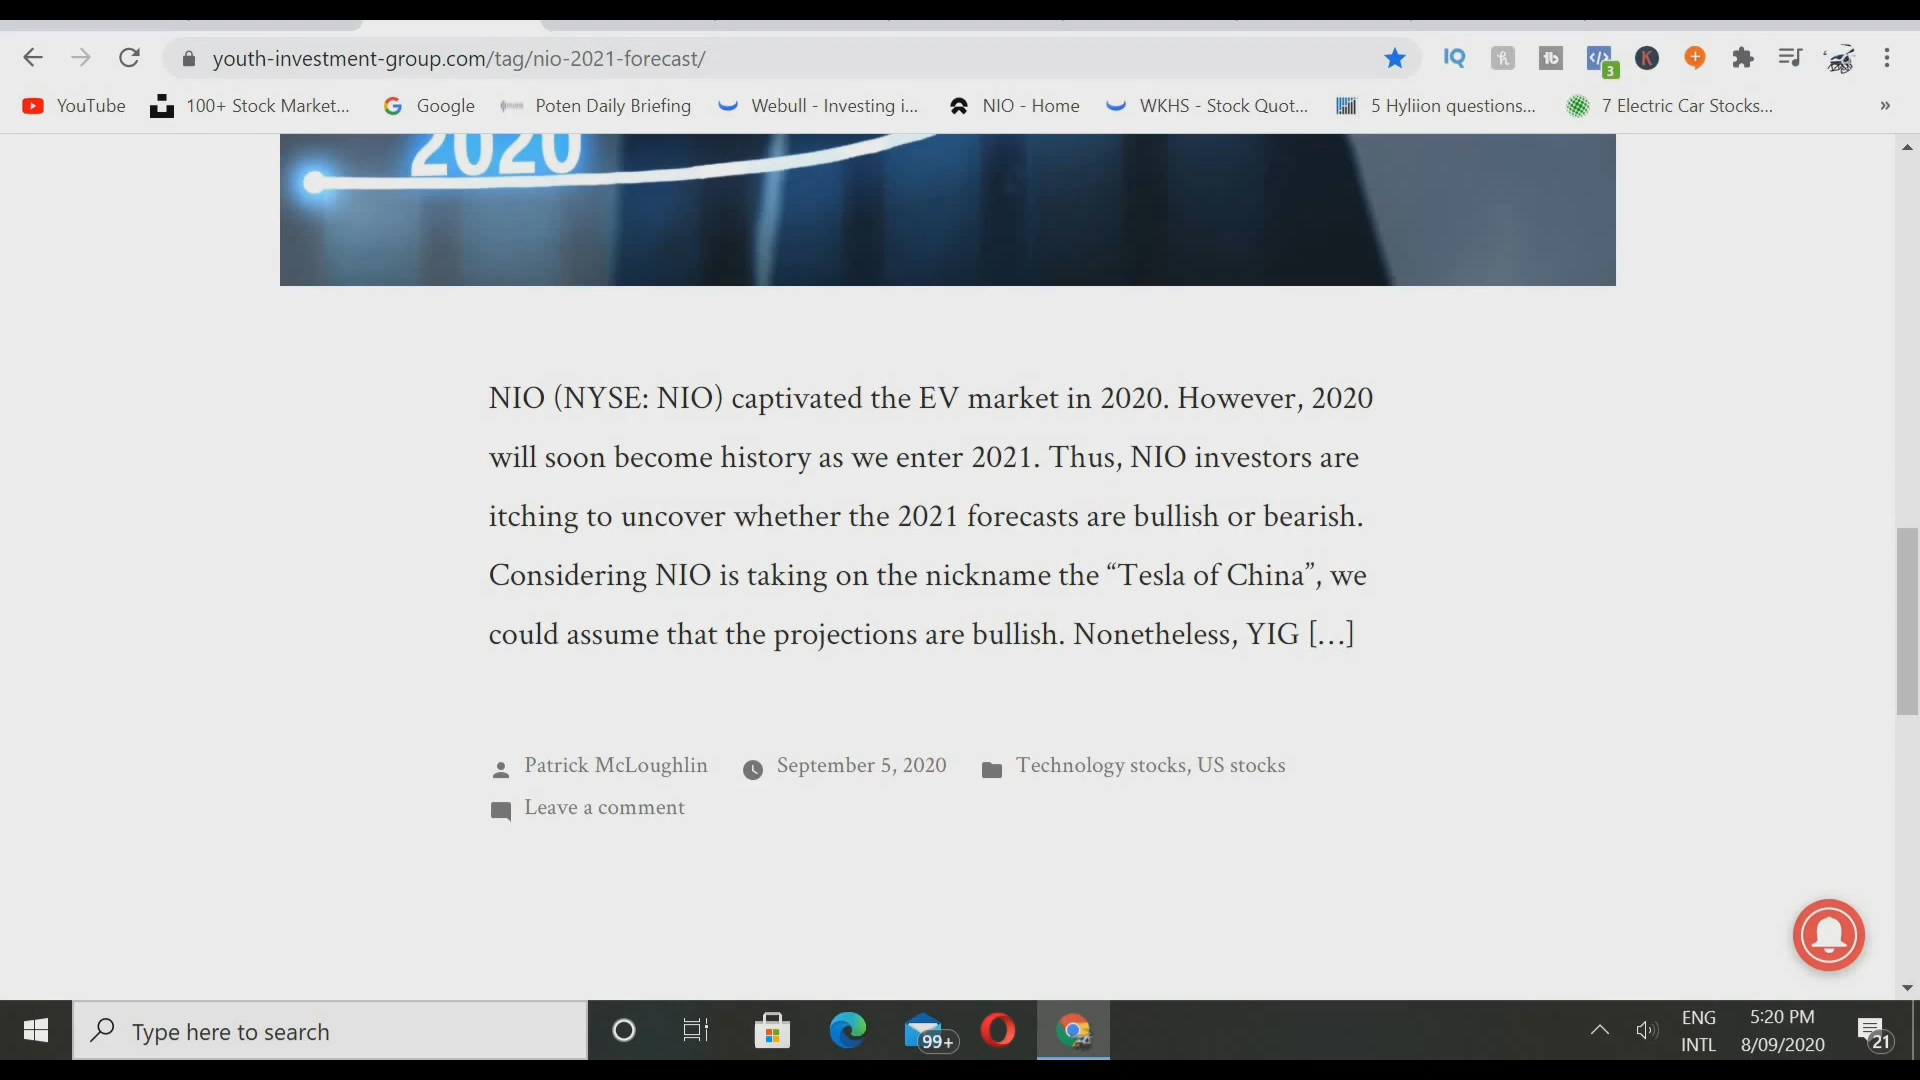 youth-investment-group.com/tag/nio-2021-forecast/
IQ
h
tb
</>
3
K
YouTube
100+ Stock Market...
Google
Poten Daily Briefing
Webull - Investing i...
NIO - Home
WKHS - Stock Quot...
5 Hyliion questions...
7 Electric Car Stocks...
»
2020
NIO (NYSE: NIO) captivated the EV market in 2020. However, 2020
will soon become history as we enter 2021. Thus, NIO investors are
itching to uncover whether the 2021 forecasts are bullish or bearish.
Considering NIO is taking on the nickname the “Tesla of China”, we
could assume that the projections are bullish. Nonetheless, YIG […]
Patrick McLoughlin
September 5, 2020
Technology stocks, US stocks
Leave a comment
Type here to search
99+
ENG
INTL
5:20 PM
8/09/2020
21